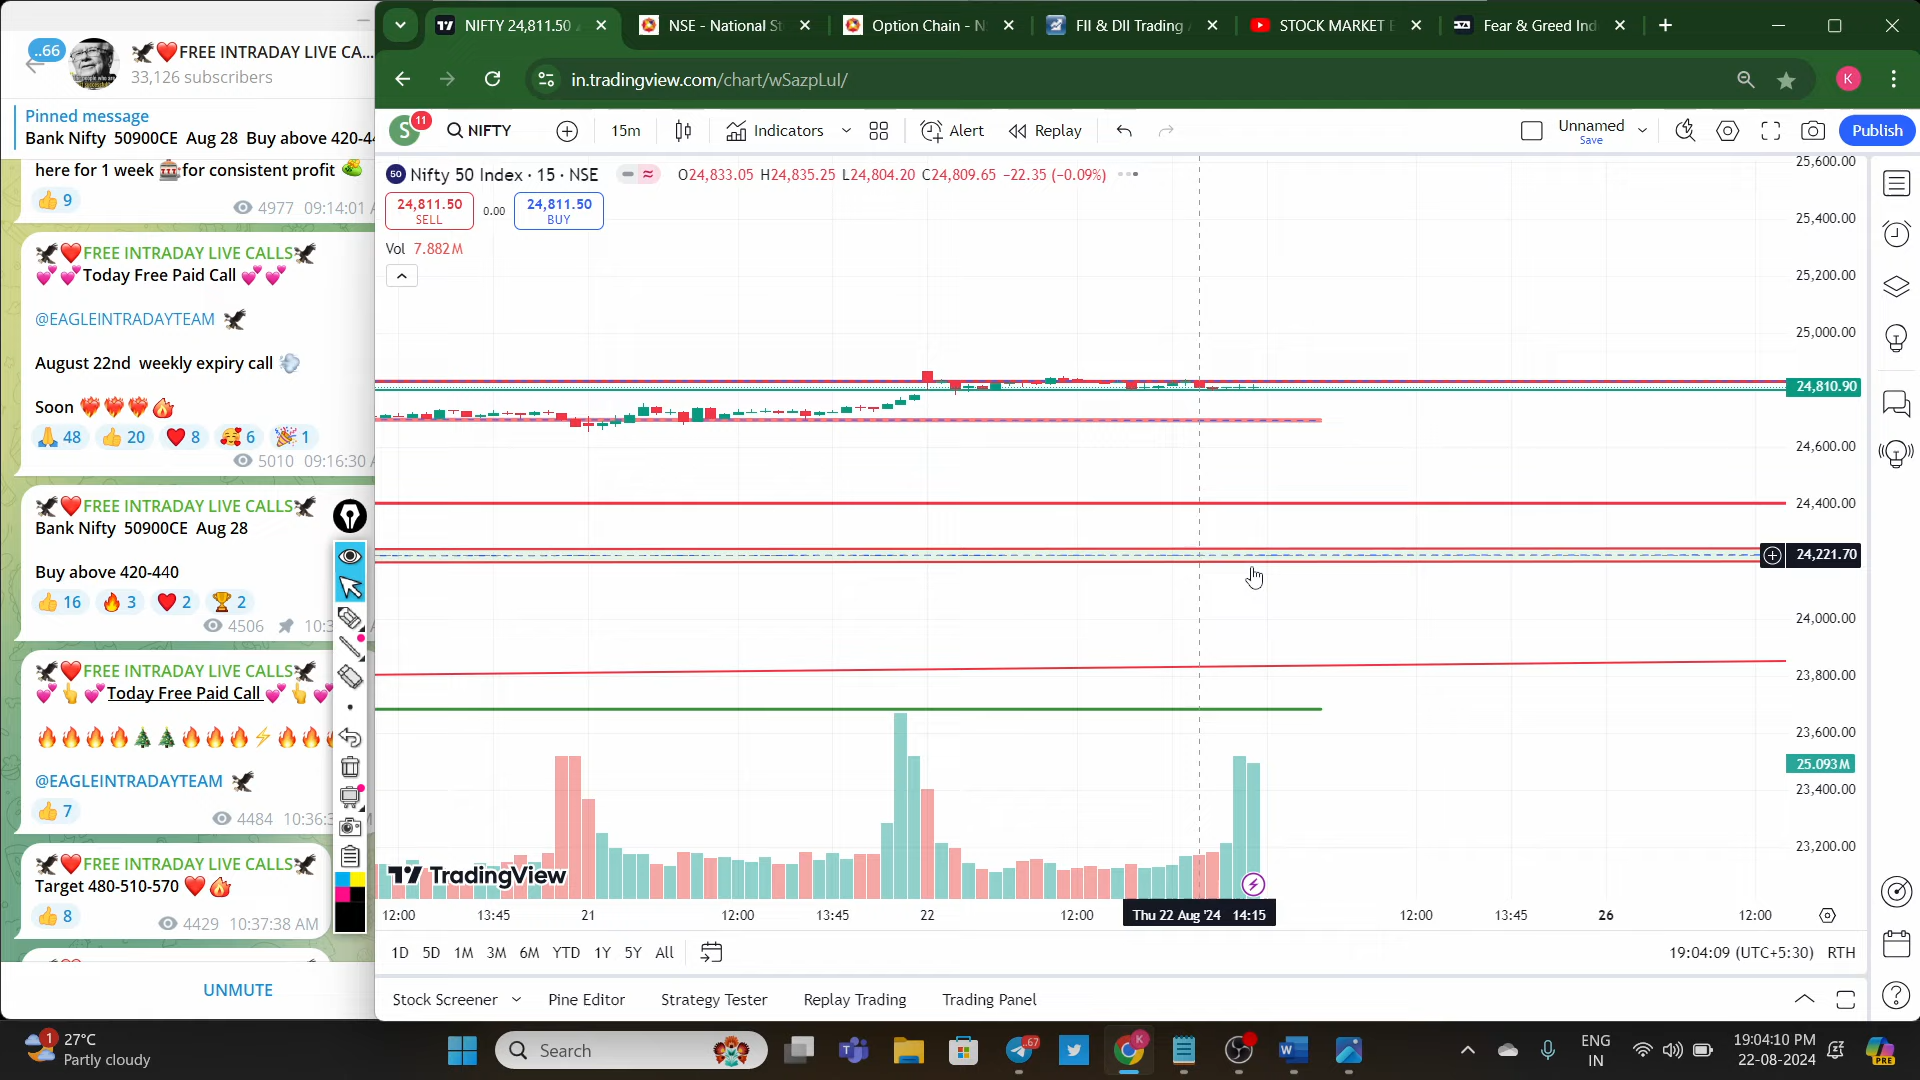 ..66
🦅❤️FREE INTRADAY LIVE CA...
33,126 subscribers
Pinned message
Bank Nifty 50900CE Aug 28 Buy above 420-44
here for 1 week 🎰for consistent profit 🤑
👍 9
4977 09:14:01 A
🦅❤️FREE INTRADAY LIVE CALLS🦅
💕💕Today Free Paid Call 💕💕
@EAGLEINTRADAYTEAM 🦅
August 22nd weekly expiry call 💨
Soon ❤️‍🔥❤️‍🔥❤️‍🔥🔥
🙏 48 👍 20 ❤️ 8 🥰 6 🎉 1
5010 09:16:30 A
🦅❤️FREE INTRADAY LIVE CALLS🦅
Bank Nifty 50900CE Aug 28
Buy above 420-440
👍 16 🔥 3 ❤️ 2 🏆 2
4506 10:3
🦅❤️FREE INTRADAY LIVE CALLS🦅
💕👆💕Today Free Paid Call 💕👆💕
🔥🔥🔥🔥🎄🎄🔥🔥🔥⚡🔥🔥
@EAGLEINTRADAYTEAM 🦅
👍 7
4484 10:36:3 M
🦅❤️FREE INTRADAY LIVE CALLS🦅
Target 480-510-570 ❤️🔥
👍 8
4429 10:37:38 AM
UNMUTE
NIFTY 24,811.50
NSE - National St
Option Chain - N
FII & DII Trading
STOCK MARKET
Fear & Greed Ind
in.tradingview.com/chart/wSazpLuI/
K
S 11
NIFTY
15m
Indicators
Alert
Replay
Unnamed
Save
Publish
50 Nifty 50 Index · 15 · NSE
O24,833.05 H24,835.25 L24,804.20 C24,809.65 −22.35 (−0.09%)
24,811.50
SELL
0.00
24,811.50
BUY
Vol 7.882M
25,600.00
25,400.00
25,200.00
25,000.00
24,810.90
24,600.00
24,400.00
24,221.70
24,000.00
23,800.00
23,600.00
25.093M
23,400.00
23,200.00
TradingView
12:00 13:45 21 12:00 13:45 22 12:00 Thu 22 Aug '24 14:15 12:00 13:45 26 12:00
1D 5D 1M 3M 6M YTD 1Y 5Y All
19:04:09 (UTC+5:30) RTH
Stock Screener Pine Editor Strategy Tester Replay Trading Trading Panel
1
27°C
Partly cloudy
Search
..67
K
ENG
IN
19:04:10 PM
22-08-2024
PRE